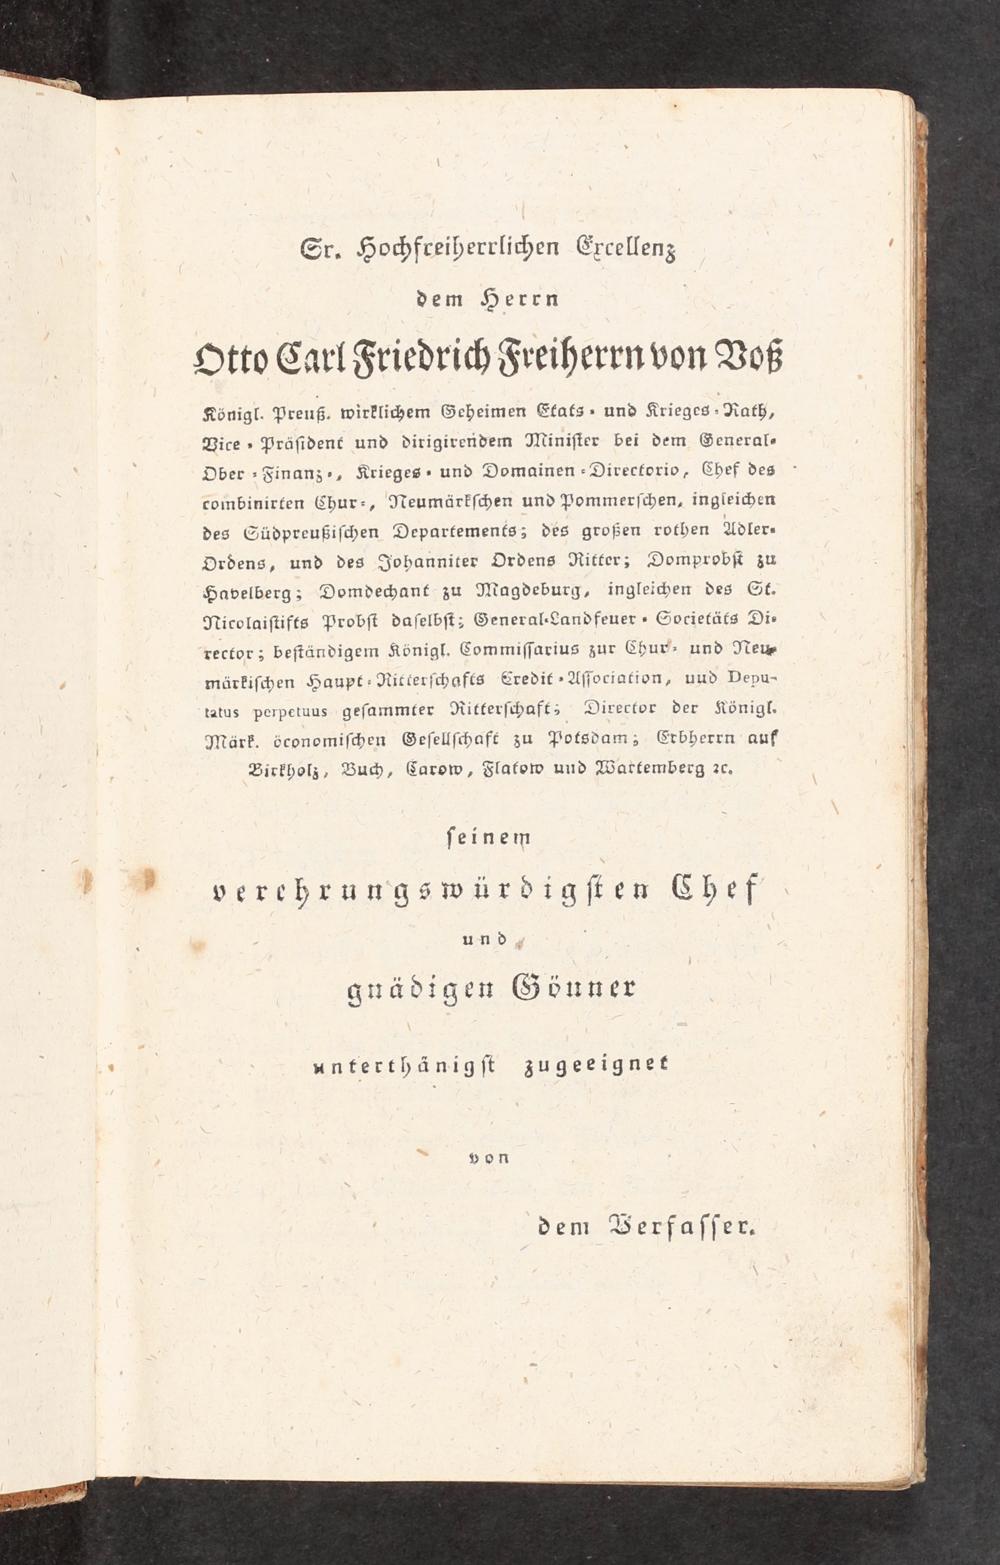 Sr. Hochfreiherrlichen Excellenz
dem Herrn
Otto Carl Friedrich Freiherrn von Voß
Königl. Preuß. wirklichem Geheimen Etats- und Krieges-Rath,
Vice-Präsident und dirigirendem Minister bei dem General-
Ober-Finanz-, Krieges- und Domainen-Directorio, Chef des
combinirten Chur-, Neumärkschen und Pommerschen, ingleichen
des Südpreußischen Departements; des großen rothen Adler-
Ordens, und des Johanniter Ordens Ritter; Domprobst zu
Havelberg; Domdechant zu Magdeburg, ingleichen des St.
Nicolaistifts Probst daselbst; General-Landfeuer-Societäts Di-
rector; beständigem Königl. Commissarius zur Chur- und Neu-
märkischen Haupt-Ritterschafts Credit-Association, uud Depu-
tatus perpetuus gesammter Ritterschaft; Director der Königl.
Märk. öconomischen Gesellschaft zu Potsdam; Erbherrn auf
Birkholz, Buch, Carow, Flatow und Wartemberg ꝛc.
seinem
verehrungswürdigsten Chef
und
gnädigen Gönner
unterthänigst zugeeignet
von
dem Verfasser.